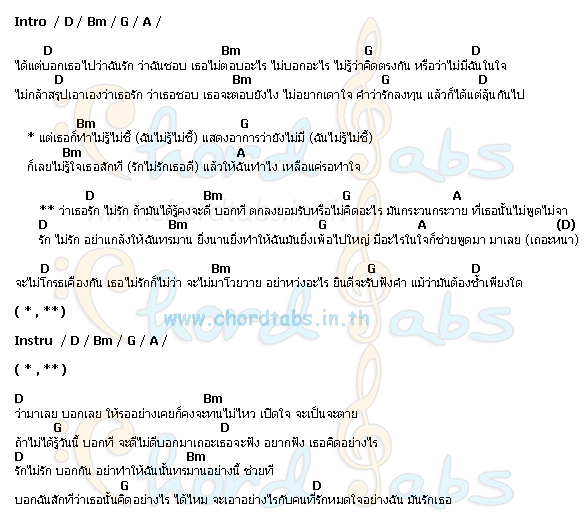 Intro / D / Bm / G / A /
D Bm G D
ได้แต่บอกเธอไปว่าฉันรัก ว่าฉันชอบ เธอไม่ตอบอะไร ไม่บอกอะไร ไม่รู้ว่าคิดตรงกัน หรือว่าไม่มีฉันในใจ
D Bm G D
ไม่กล้าสรุปเอาเองว่าเธอรัก ว่าเธอชอบ เธอจะตอบยังไง ไม่อยากเดาใจ คำว่ารักลงทุน แล้วก็ได้แต่ลุ้นกันไป
Bm G
* แต่เธอก็ทำไม่รู้ไม่ชี้ (ฉันไม่รู้ไม่ชี้) แสดงอาการว่ายังไม่มี (ฉันไม่รู้ไม่ชี้)
Bm A
ก็เลยไม่รู้ใจเธอสักที (รักไม่รักเธอดี) แล้วให้ฉันทำไง เหลือแค่รอทำใจ
D Bm G A
** ว่าเธอรัก ไม่รัก ถ้ามันได้รู้คงจะดี บอกที ตกลงยอมรับหรือไม่คิดอะไร มันกระวนกระวาย ที่เธอนั้นไม่พูดไม่จา
D Bm G A (D)
รัก ไม่รัก อย่าแกล้งให้ฉันทรมาน ยิ่งนานยิ่งทำให้ฉันมันยิ่งเพ้อไปใหญ่ มีอะไรในใจก็ช่วยพูดมา มาเลย (เถอะหนา)
D Bm G D
จะไม่โกรธเคืองกัน เธอไม่รักก็ไม่ว่า จะไม่มาโวยวาย อย่าห่วงอะไร ยินดีจะรับฟังคำ แม้ว่ามันต้องช้ำเพียงใด
( * , ** )
www.chordtabs.in.th
Instru / D / Bm / G / A /
( * , ** )
D Bm
ว่ามาเลย บอกเลย ให้รออย่างเคยก็คงจะทนไม่ไหว เปิดใจ จะเป็นจะตาย
G D
ถ้าไม่ได้รู้วันนี้ บอกที จะดีไม่ดีบอกมาเถอะเธอจะฟัง อยากฟัง เธอคิดอย่างไร
D Bm
รักไม่รัก บอกกัน อย่าทำให้ฉันนั้นทรมานอย่างนี้ ช่วยที
G D
บอกฉันสักที่ว่าเธอนั้นคิดอย่างไร ได้ไหม จะเอาอย่างไรกับคนที่รักหมดใจอย่างฉัน มันรักเธอ